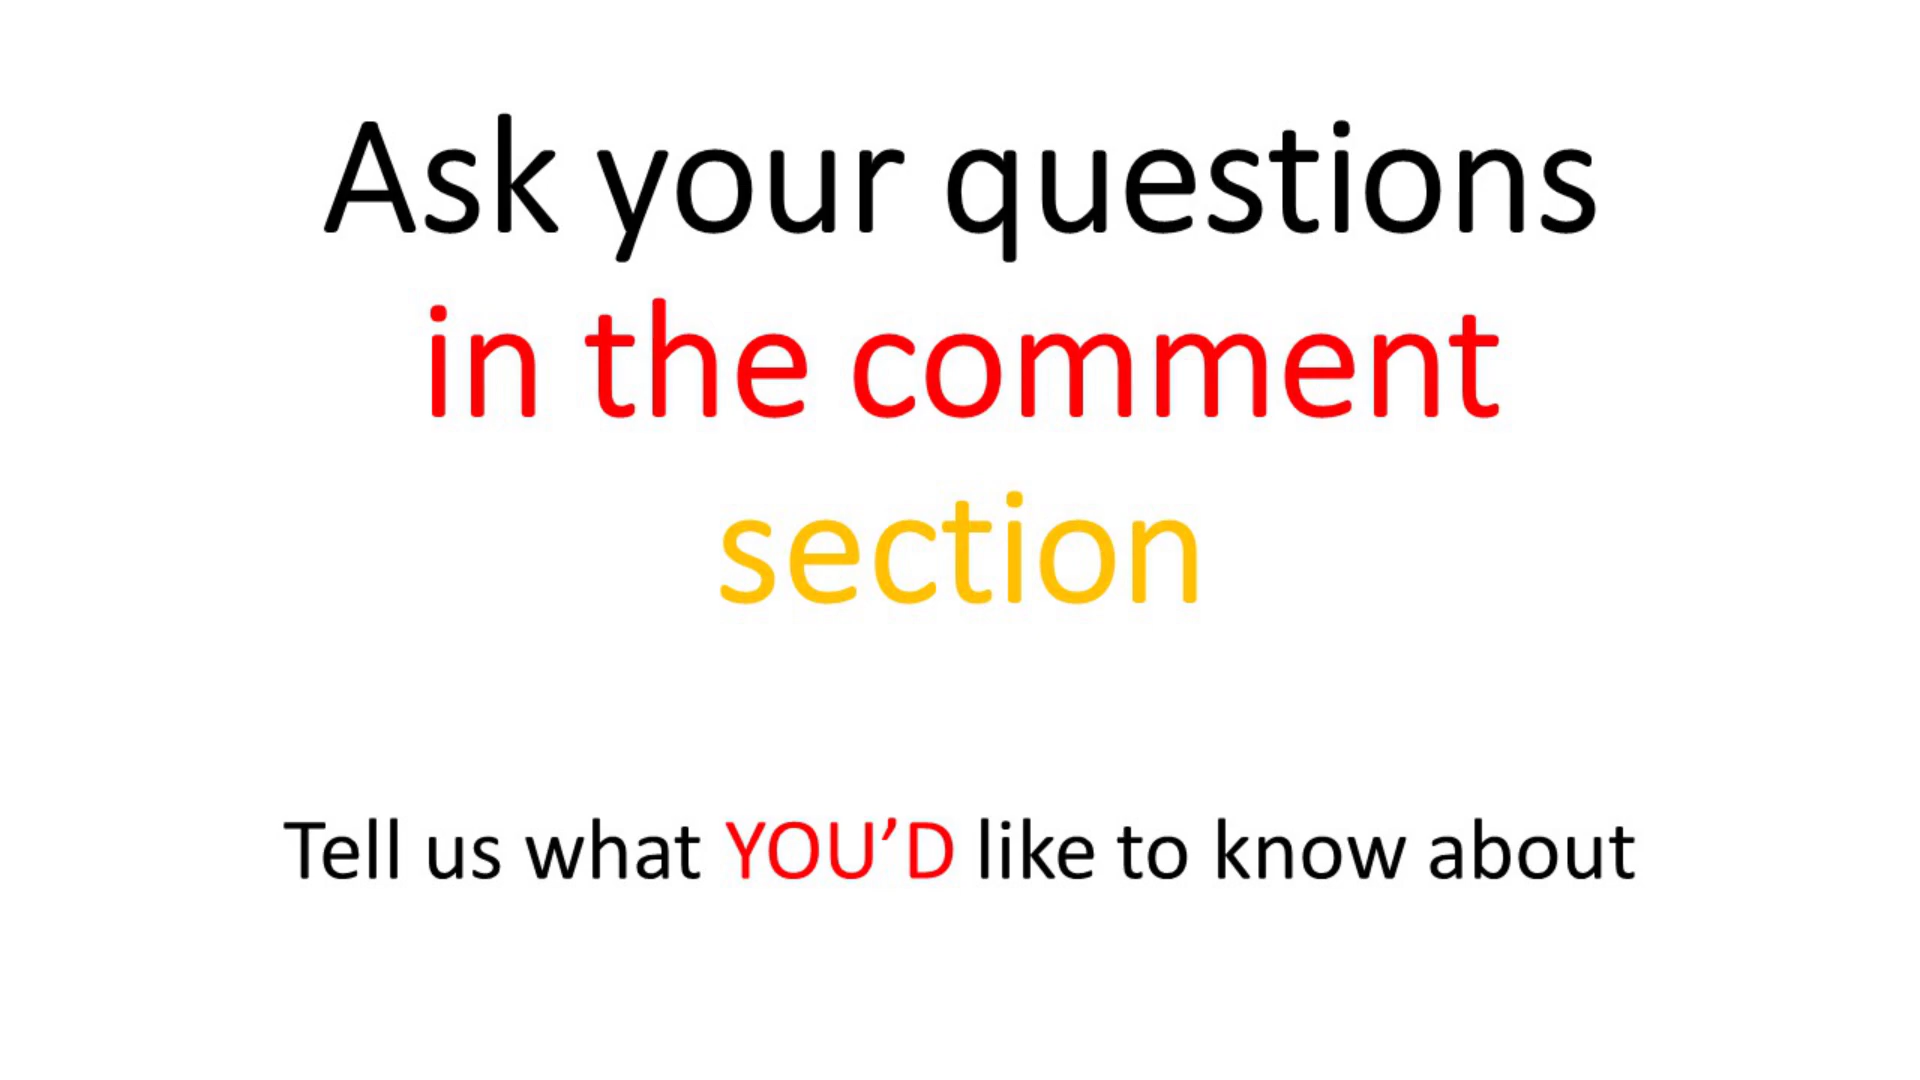 Ask your questions
in the comment
section
Tell us what YOU’D like to know about